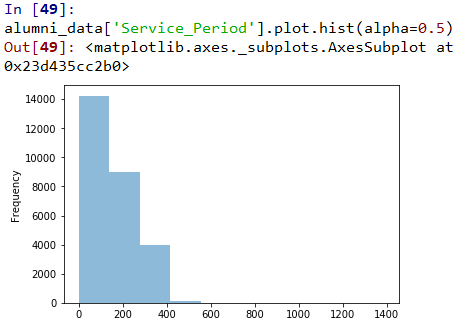 In [49]:
alumni_data['Service_Period'].plot.hist(alpha=0.5)
Out[49]: <matplotlib.axes._subplots.AxesSubplot at
0x23d435cc2b0>
14000
12000
10000
8000
6000
4000
2000
0
Frequency
0 200 400 600 800 1000 1200 1400